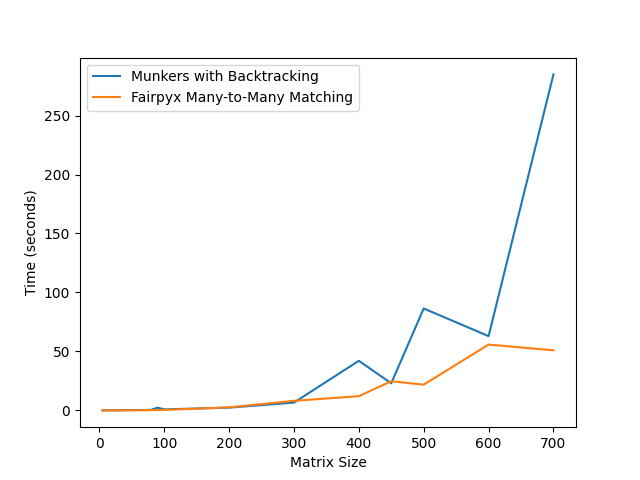 Munkers with Backtracking
Fairpyx Many-to-Many Matching
250
200
150
100
50
0
Time (seconds)
0 100 200 300 400 500 600 700
Matrix Size